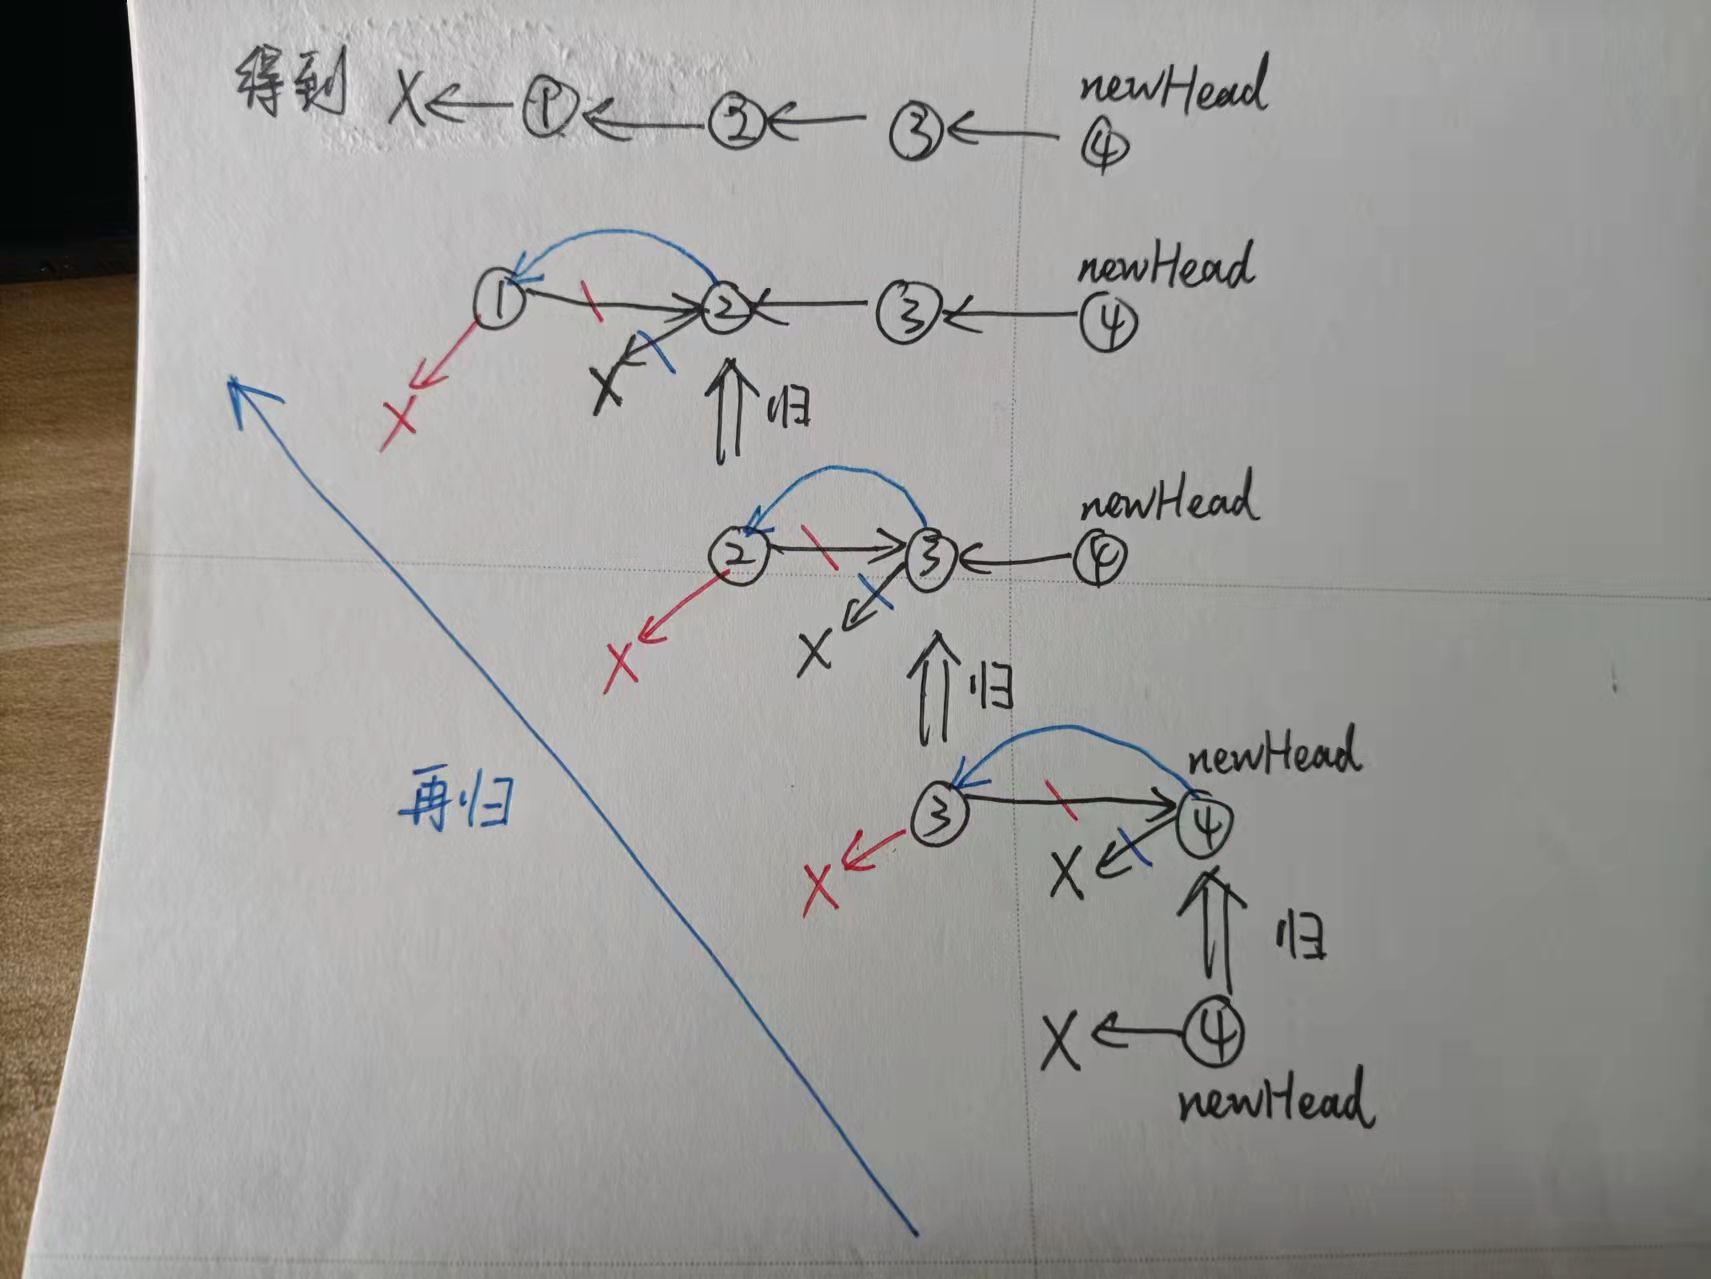 newHead
得到 X ← ① ← ② ← ③ ← ④
newHead
① → ② ← ③ ← ④
X X 归
newHead
② → ③ ← ④
X X 归
newHead
再归 ③ → ④
X X
归
X ← ④
newHead